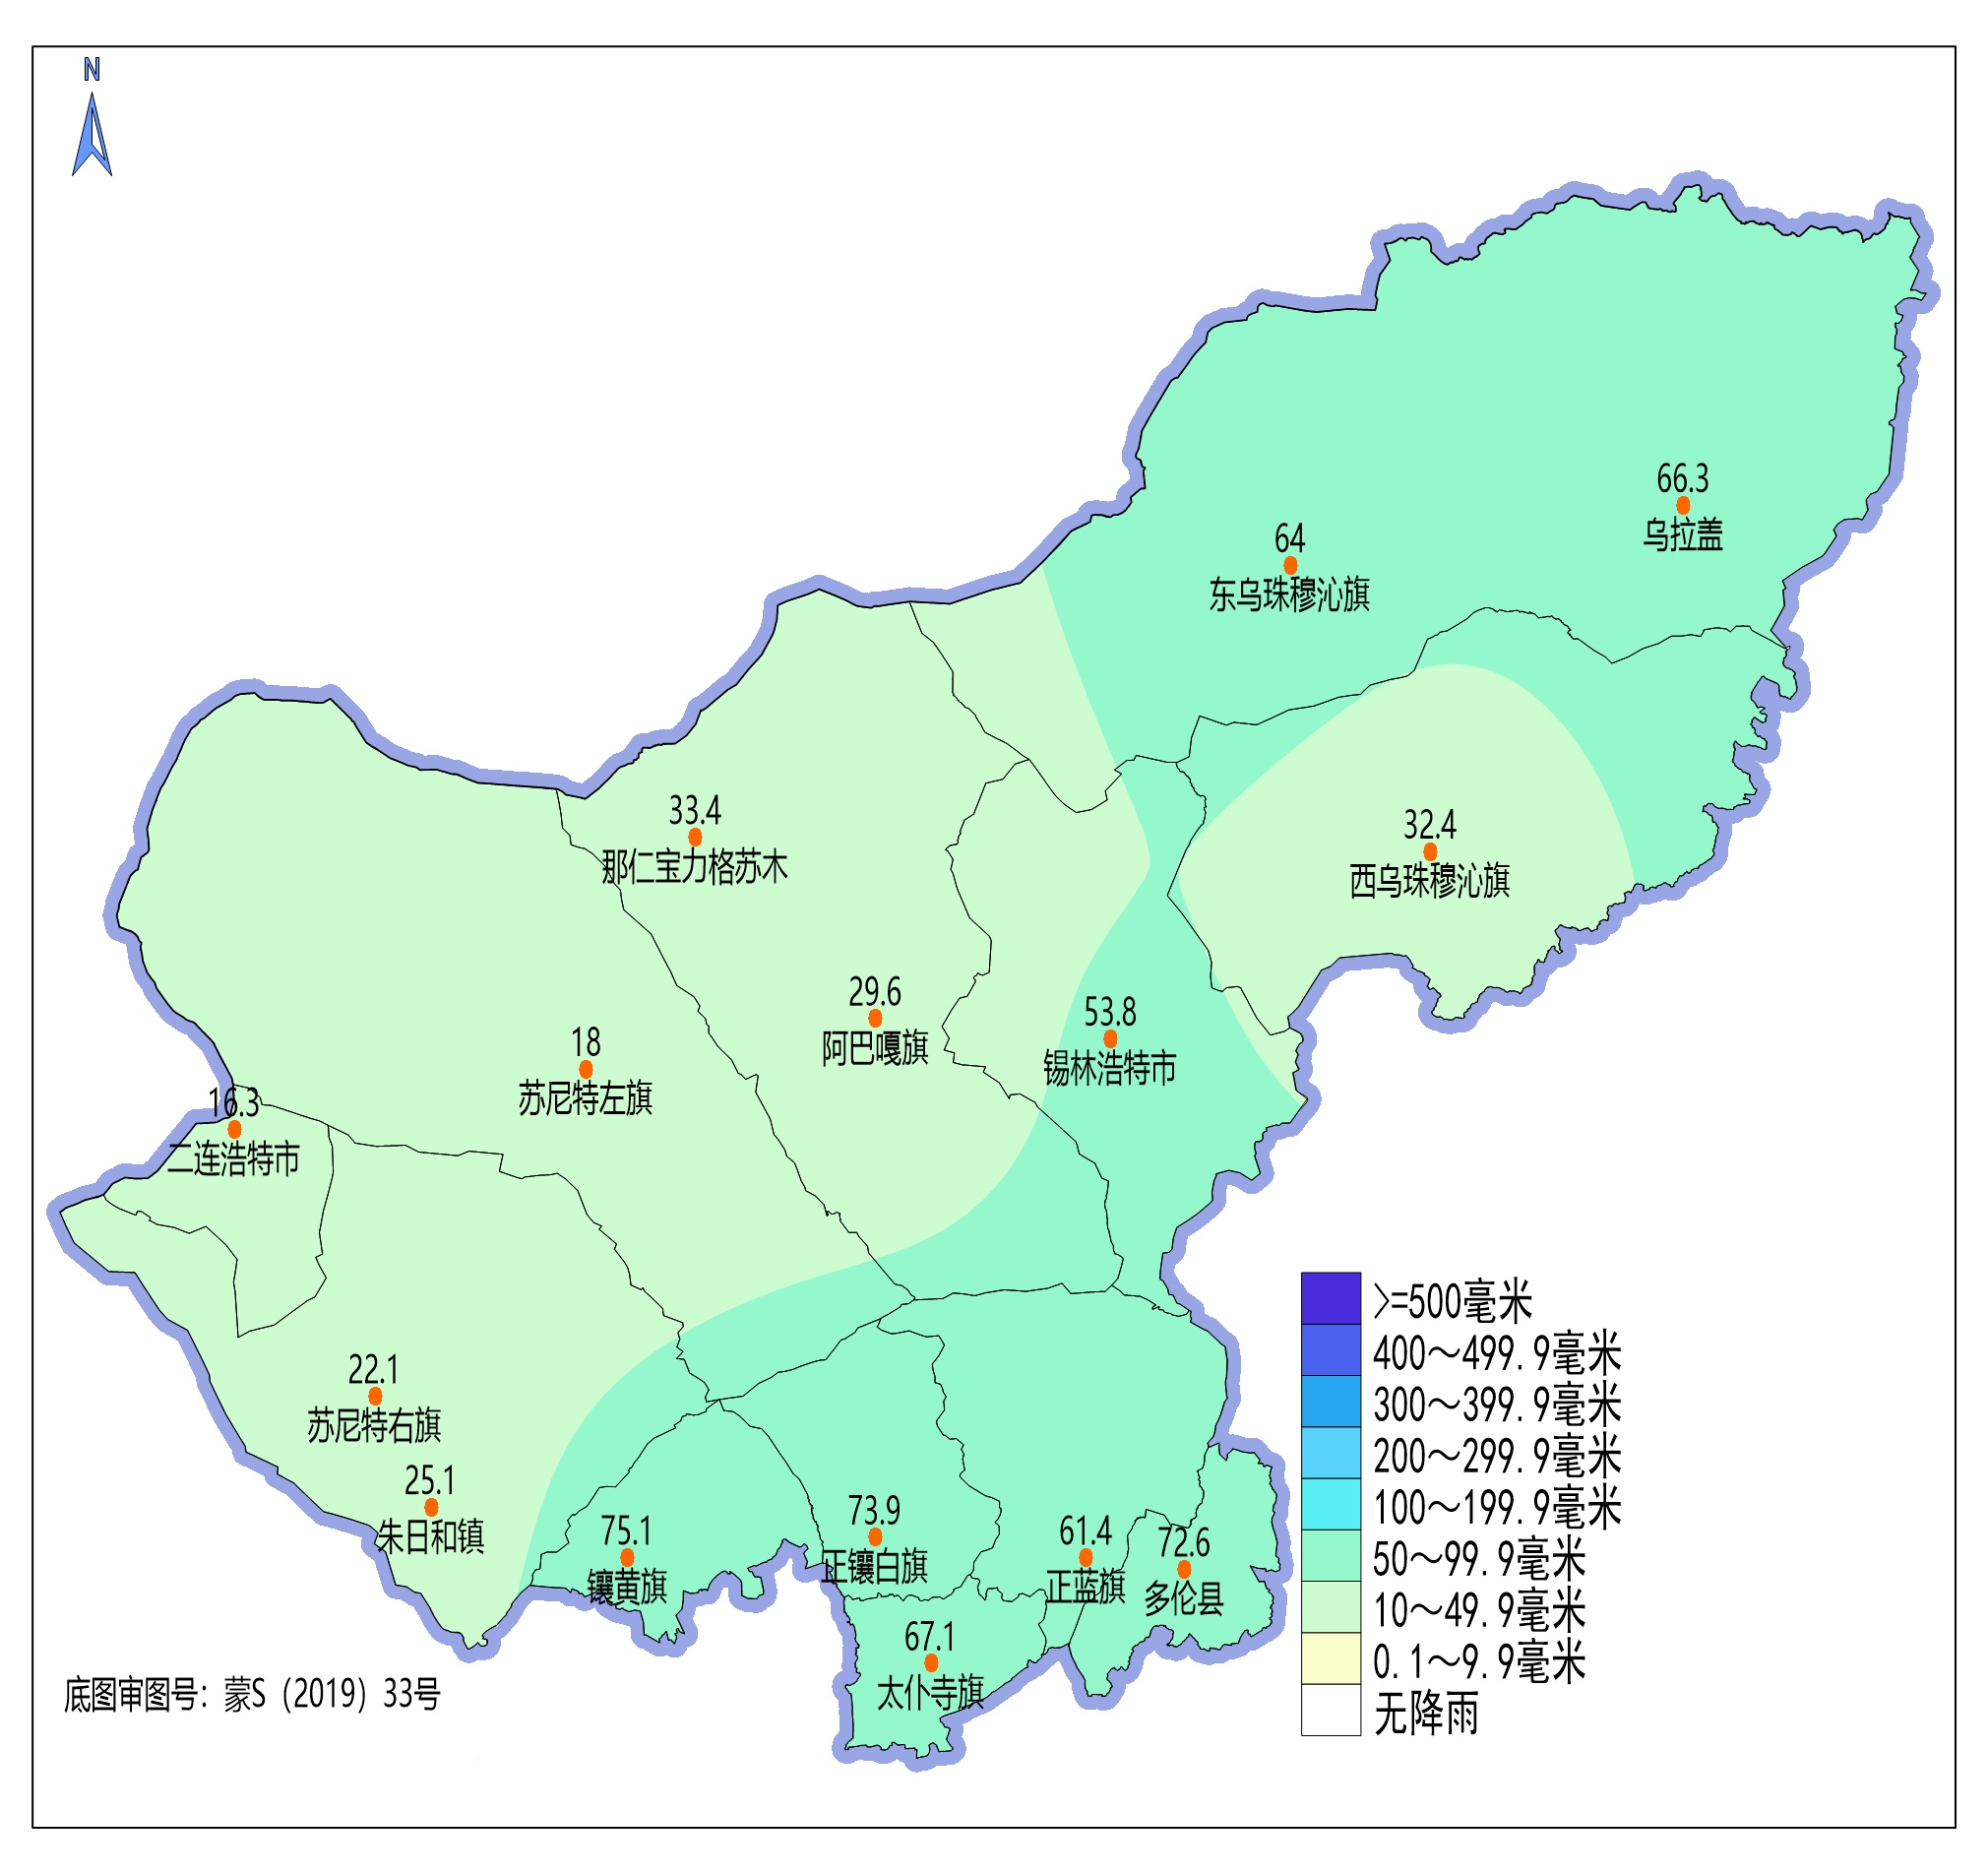 N
66.3
乌拉盖
64
东乌珠穆沁旗
33.4
那仁宝力格苏木
32.4
西乌珠穆沁旗
29.6
阿巴嘎旗
53.8
锡林浩特市
18
苏尼特左旗
16.3
二连浩特市
22.1
苏尼特右旗
25.1
朱日和镇
75.1
镶黄旗
73.9
正镶白旗
61.4
正蓝旗
72.6
多伦县
67.1
太仆寺旗
>=500毫米
400～499.9毫米
300～399.9毫米
200～299.9毫米
100～199.9毫米
50～99.9毫米
10～49.9毫米
0.1～9.9毫米
无降雨
底图审图号：蒙S（2019）33号